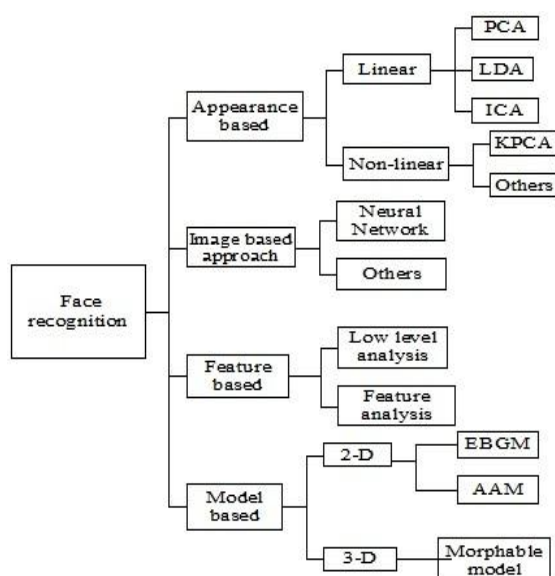 PCA
Linear
LDA
Appearance
based
ICA
KPCA
Non-linear
Others
Neural
Network
Image based
approach
Others
Face
recognition
Low level
analysis
Feature
based
Feature
analysis
EBGM
2-D
AAM
Model
based
3-D
Morphable
model